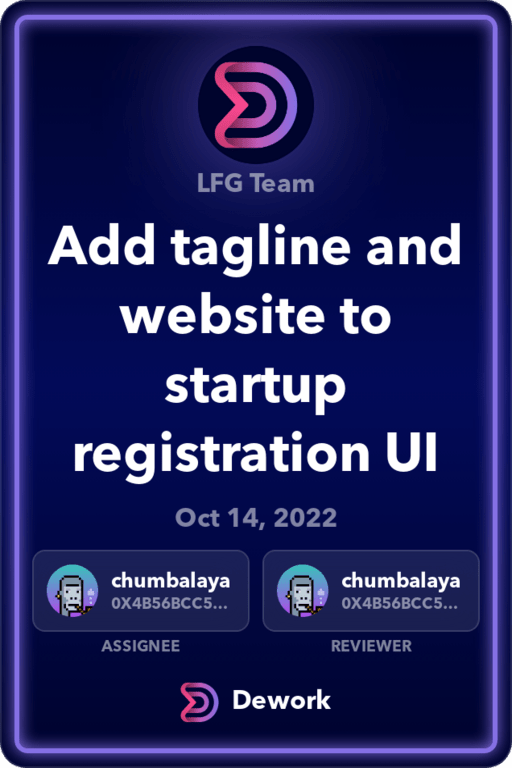 LFG Team
Add tagline and
website to
startup
registration UI
Oct 14, 2022
chumbalaya
0X4B56BCC5...
ASSIGNEE
chumbalaya
0X4B56BCC5...
REVIEWER
Dework